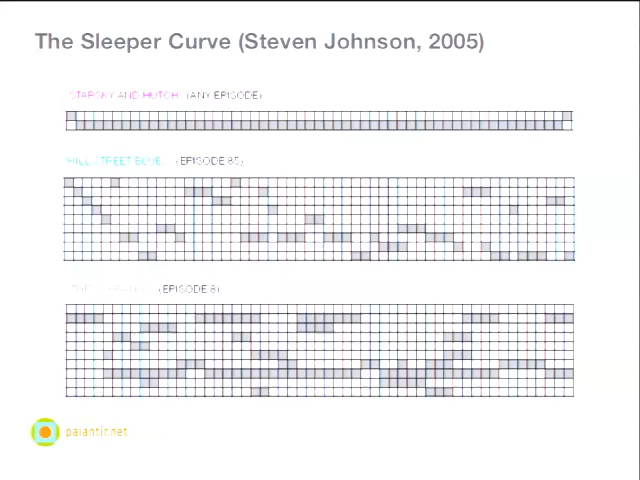 The Sleeper Curve (Steven Johnson, 2005)
STARSKY AND HUTCH (ANY EPISODE)
HILL STREET BLUE (EPISODE 85)
(EPISODE 8)
palantir.net